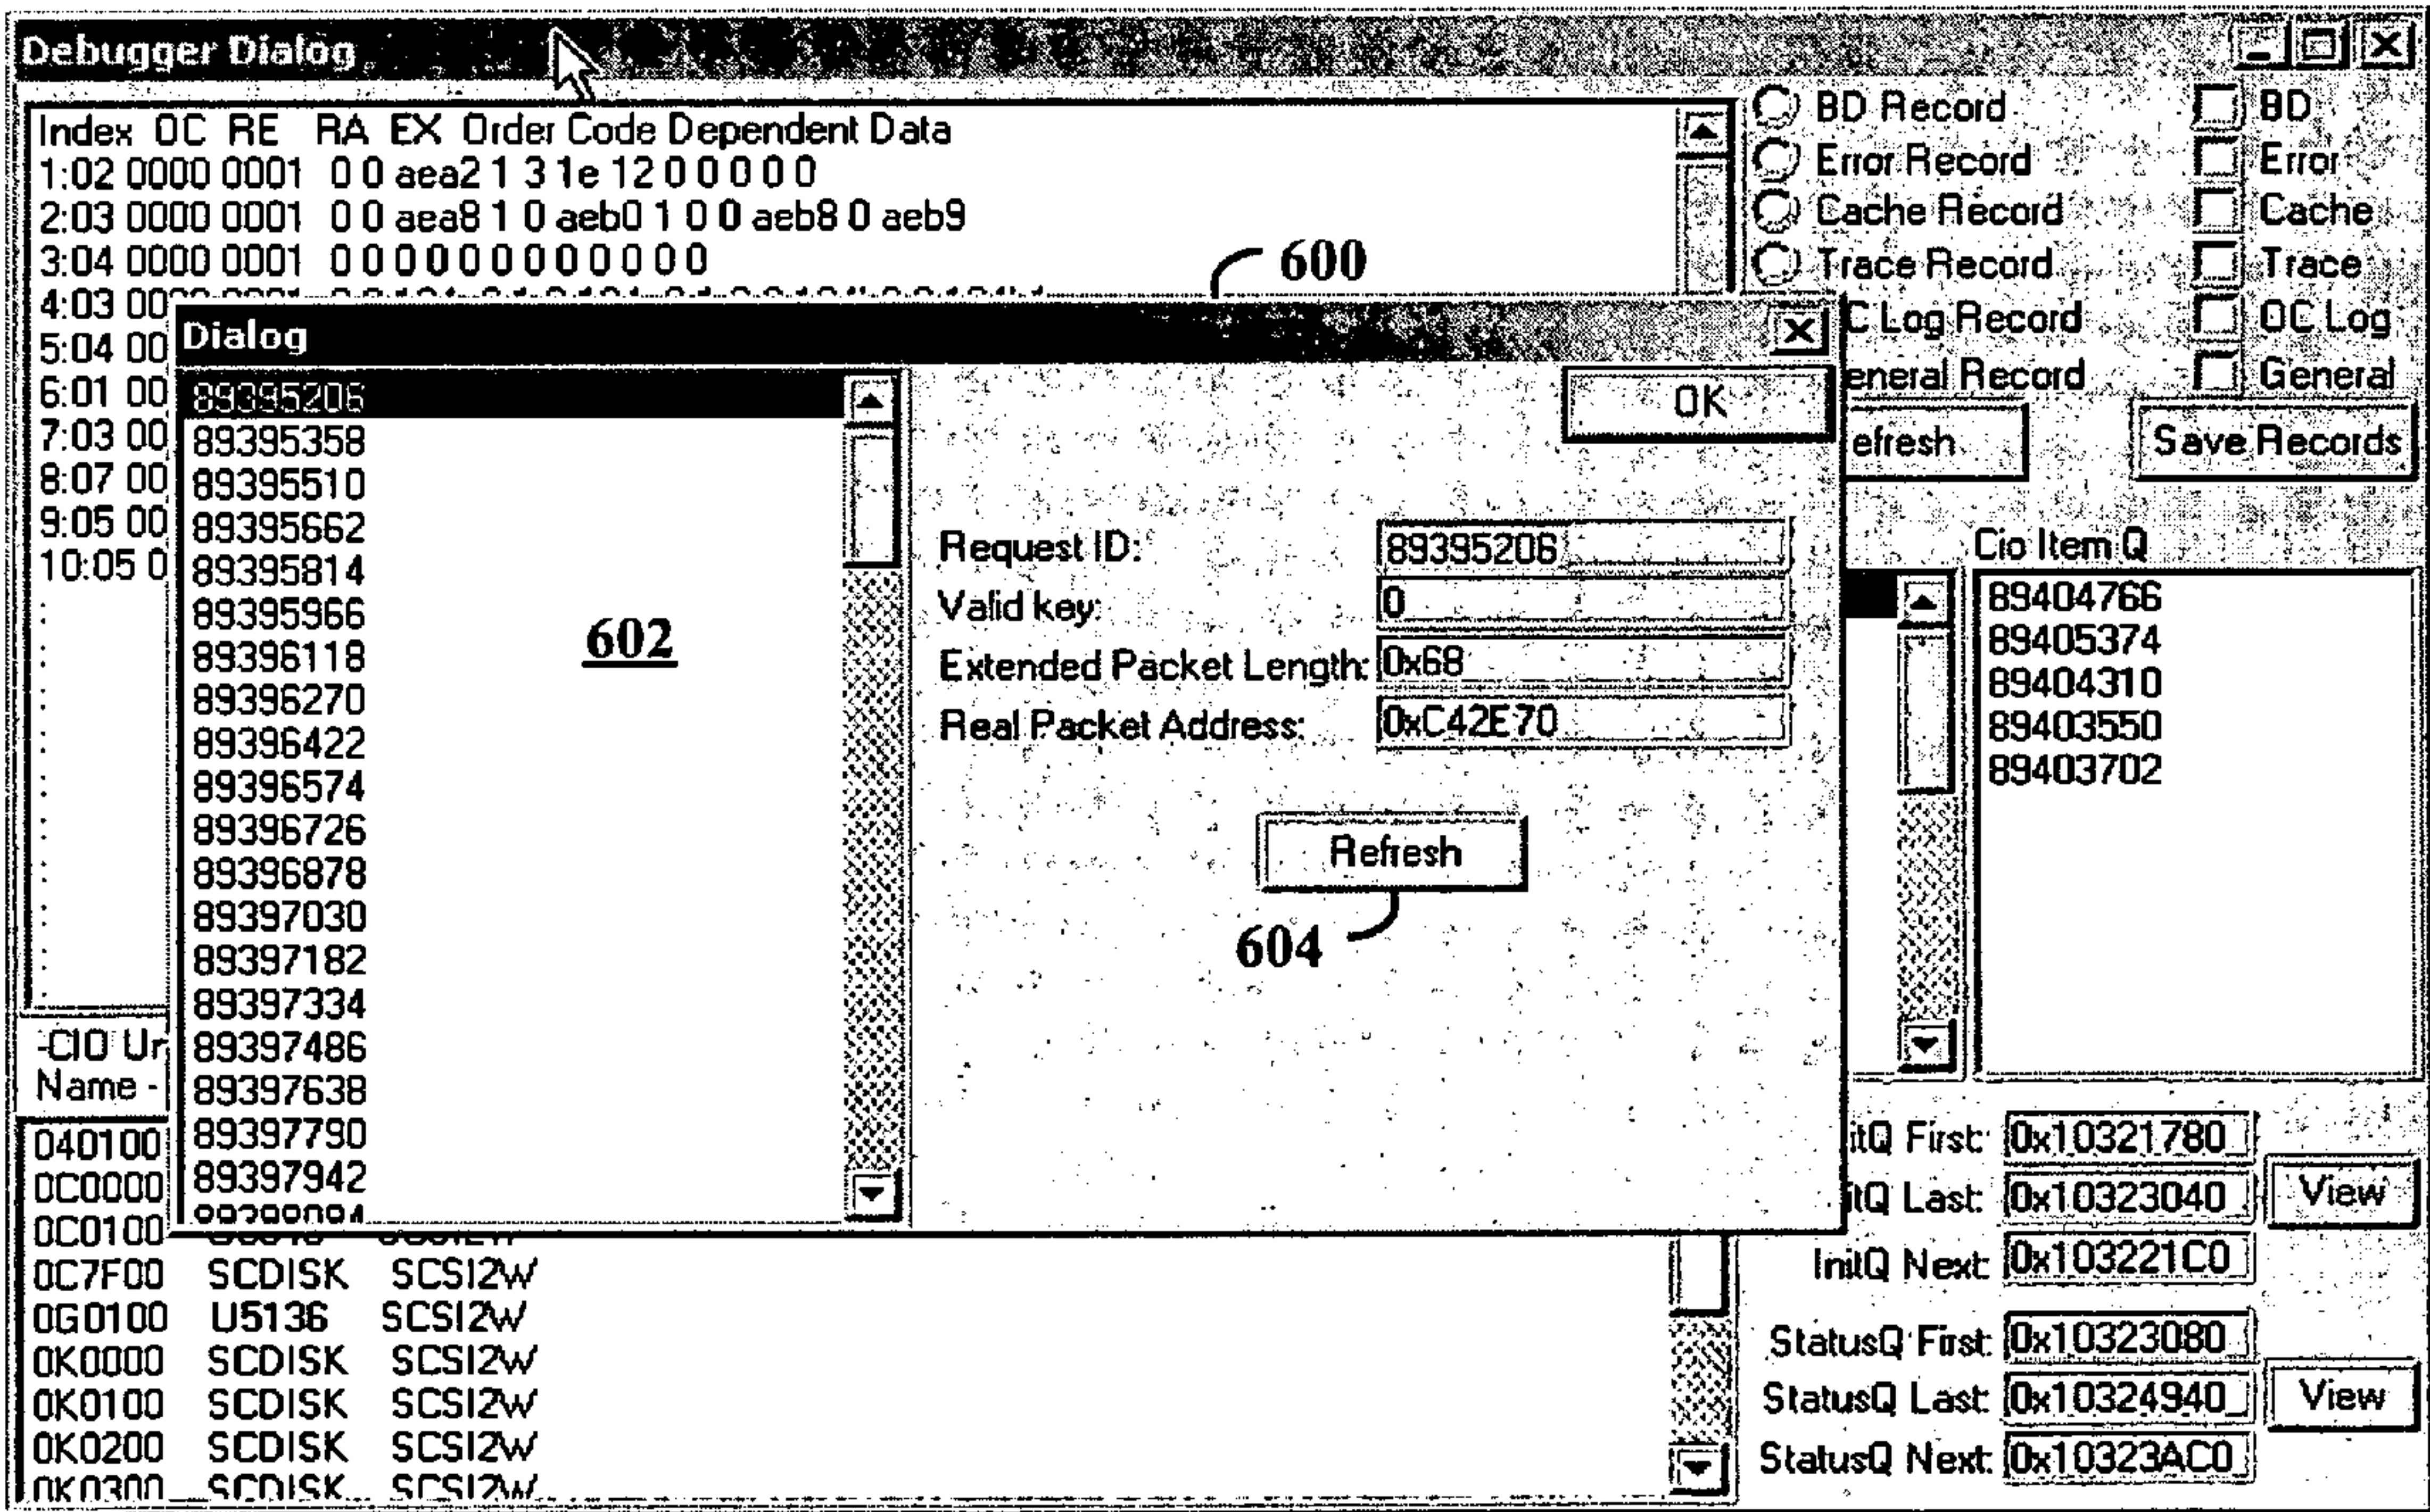 Debugger Dialog
Index OC RE RA EX Order Code Dependent Data
1:02 0000 0001 0 0 aea2 1 3 1e 12 0 0 0 0 0
2:03 0000 0001 0 0 aea8 1 0 aeb0 1 0 0 aeb8 0 aeb9
3:04 0000 0001 0 0 0 0 0 0 0 0 0 0 0 0
4:03 00
5:04 00
6:01 00
7:03 00
8:07 00
9:05 00
10:05 0
BD Record BD
Error Record Error
Cache Record Cache
Trace Record Trace
C Log Record OC Log
eneral Record General
efresh Save Records
600
Dialog
89395206
89395358
89395510
89395662
89395814
89395966
89396118
89396270
89396422
89396574
89396726
89396878
89397030
89397182
89397334
89397486
89397638
89397790
89397942
602
OK
Request ID: 89395206
Valid key: 0
Extended Packet Length: 0x68
Real Packet Address: 0xC42E70
Refresh
604
Cio Item Q
89404766
89405374
89404310
89403550
89403702
-CIO Ur
Name -
040100
0C0000
0C0100
0C7F00 SCDISK SCSI2W
0G0100 U5136 SCSI2W
0K0000 SCDISK SCSI2W
0K0100 SCDISK SCSI2W
0K0200 SCDISK SCSI2W
0K0300 SCDISK SCSI2W
itQ First: 0x10321780
itQ Last: 0x10323040 View
InitQ Next: 0x103221C0
StatusQ First: 0x10323080
StatusQ Last: 0x10324940 View
StatusQ Next: 0x10323AC0